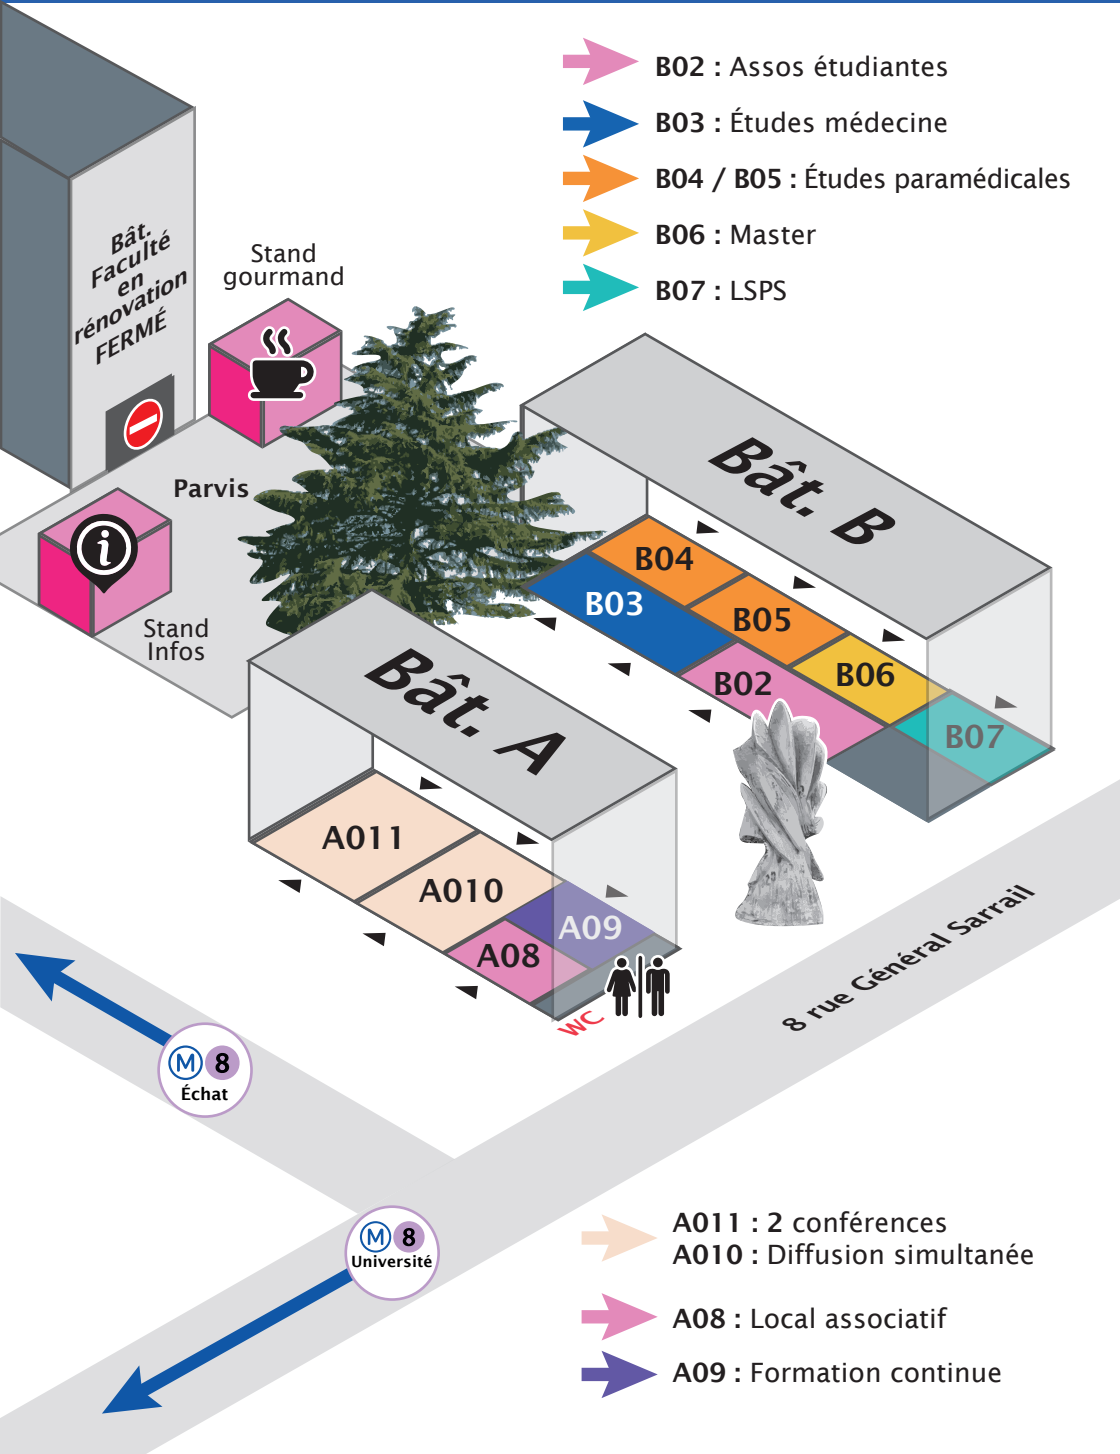 B02 : Assos étudiantes
B03 : Études médecine
B04 / B05 : Études paramédicales
B06 : Master
B07 : LSPS
Bât.
Faculté
en
rénovation
FERMÉ
Stand
gourmand
Parvis
i
Stand
Infos
Bât. B
B04
B03
B05
B02
B06
B07
Bât. A
A011
A010
A09
A08
WC
8 rue Général Sarrail
M 8
Échat
M 8
Université
A011 : 2 conférences
A010 : Diffusion simultanée
A08 : Local associatif
A09 : Formation continue